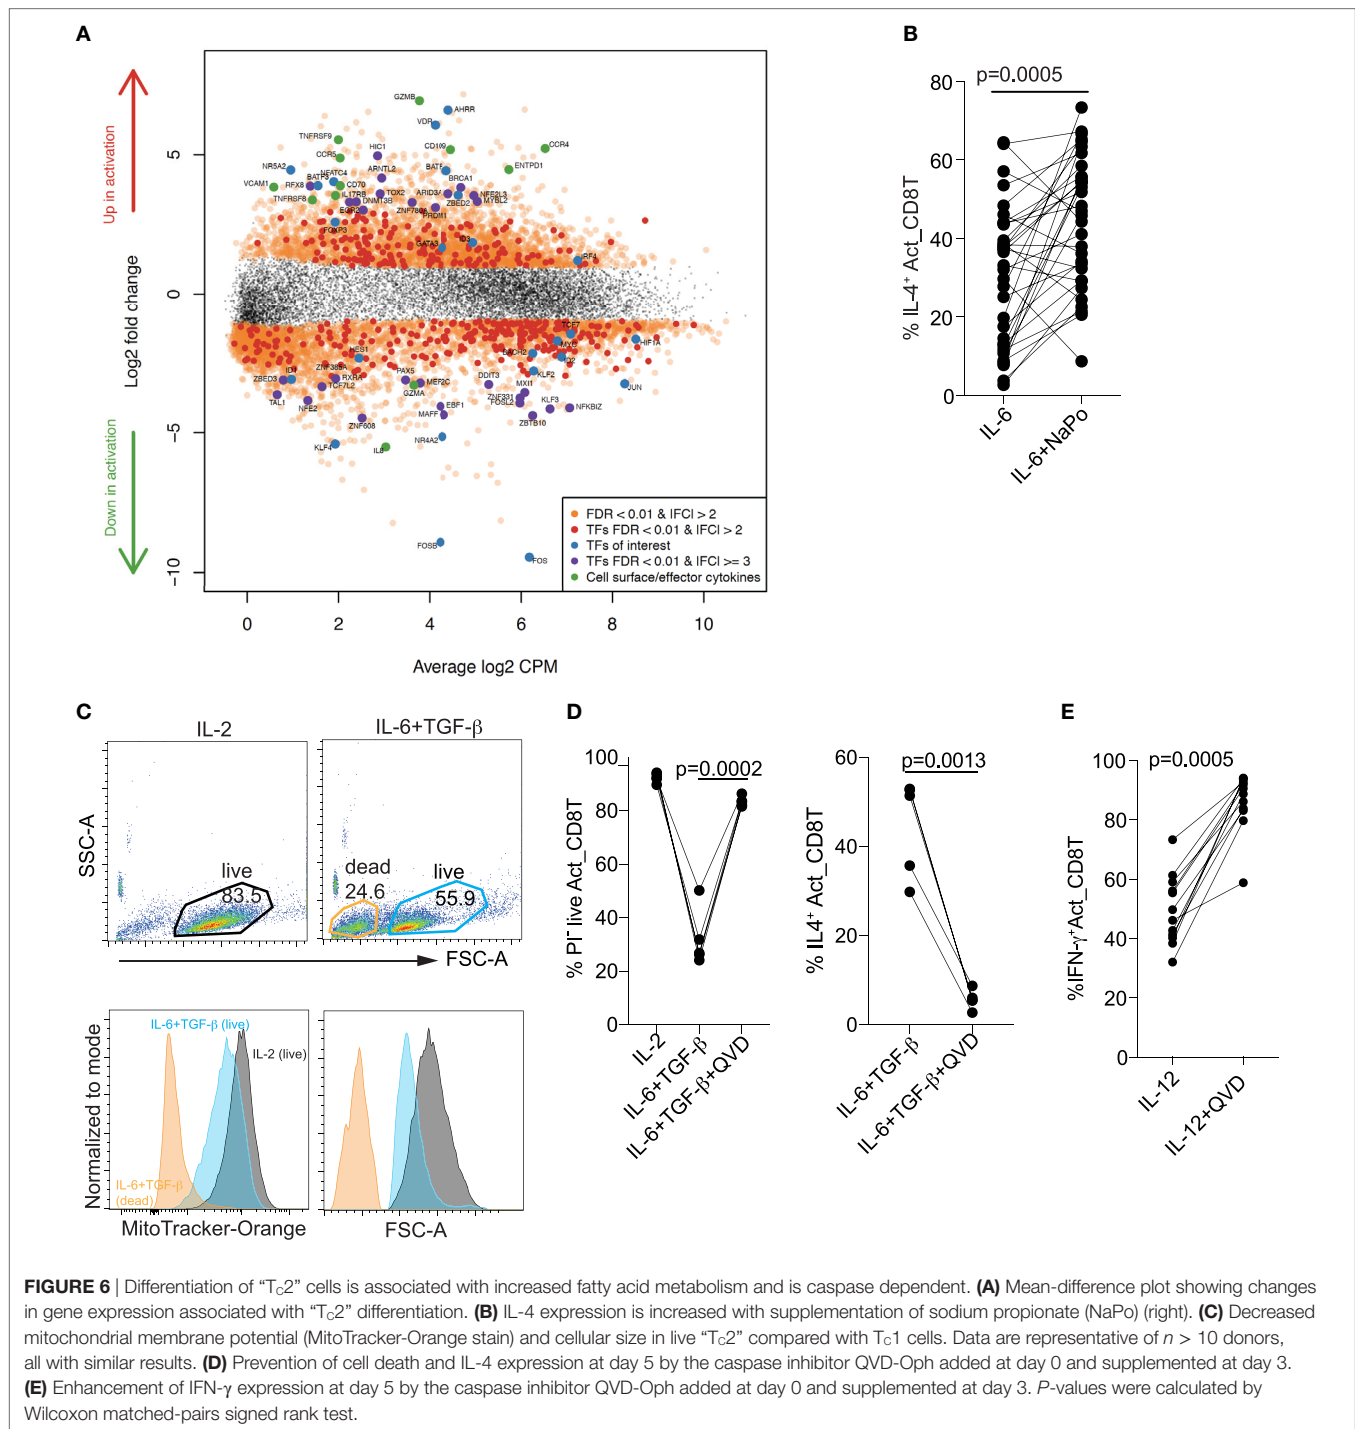 A
Up in activation
Log2 fold change
Down in activation
5
0
−5
−10
GZMB
AHRR
VDR
TNFRSF9
HIC1
CD109
CCR4
CCR5
NR5A2
NFATC4
ARNTL2
BATF
ENTPD1
VCAM1
RFX8
BATF3
CD70
BRCA1
TNFRSF8
IL17RB
DNMT3B
TOX2
ARID3A
NFE2L3
EGR2
ZNF780A
ZBED2
MYBL2
PRDM1
FOXP3
GATA3
ID3
IRF4
TCF7
HES1
BACH2
MYC
HIF1A
ID2
ZNF385A
ZBED3
ID1
RXRA
PAX5
DDIT3
KLF2
TCF7L2
MEF2C
MXI1
JUN
TAL1
NFE2
GZMA
ZNF331
KLF3
EBF1
FOSL2
NFKBIZ
ZNF608
MAFF
ZBTB10
KLF4
NR4A2
IL8
FOSB
FOS
FDR < 0.01 & |FC| > 2
TFs FDR < 0.01 & |FC| > 2
TFs of interest
TFs FDR < 0.01 & |FC| >= 3
Cell surface/effector cytokines
0 2 4 6 8 10
Average log2 CPM
B
p=0.0005
% IL-4⁺ Act_CD8T
80
60
40
20
0
IL-6
IL-6+NaPo
C
IL-2
IL-6+TGF-β
SSC-A
live
83.5
dead
24.6
live
55.9
FSC-A
Normalized to mode
IL-6+TGF-β (live)
IL-2 (live)
IL-6+TGF-β
(dead)
MitoTracker-Orange
FSC-A
D
% PI⁻ live Act_CD8T
100
80
60
40
20
0
p=0.0002
IL-2
IL-6+TGF-β
IL-6+TGF-β+QVD
% IL4⁺ Act_CD8T
60
40
20
0
p=0.0013
IL-6+TGF-β
IL-6+TGF-β+QVD
E
%IFN-γ⁺Act_CD8T
100
80
60
40
20
0
p=0.0005
IL-12
IL-12+QVD
FIGURE 6 | Differentiation of “Tc2” cells is associated with increased fatty acid metabolism and is caspase dependent. (A) Mean-difference plot showing changes
in gene expression associated with “Tc2” differentiation. (B) IL-4 expression is increased with supplementation of sodium propionate (NaPo) (right). (C) Decreased
mitochondrial membrane potential (MitoTracker-Orange stain) and cellular size in live “Tc2” compared with Tc1 cells. Data are representative of n > 10 donors,
all with similar results. (D) Prevention of cell death and IL-4 expression at day 5 by the caspase inhibitor QVD-Oph added at day 0 and supplemented at day 3.
(E) Enhancement of IFN-γ expression at day 5 by the caspase inhibitor QVD-Oph added at day 0 and supplemented at day 3. P-values were calculated by
Wilcoxon matched-pairs signed rank test.